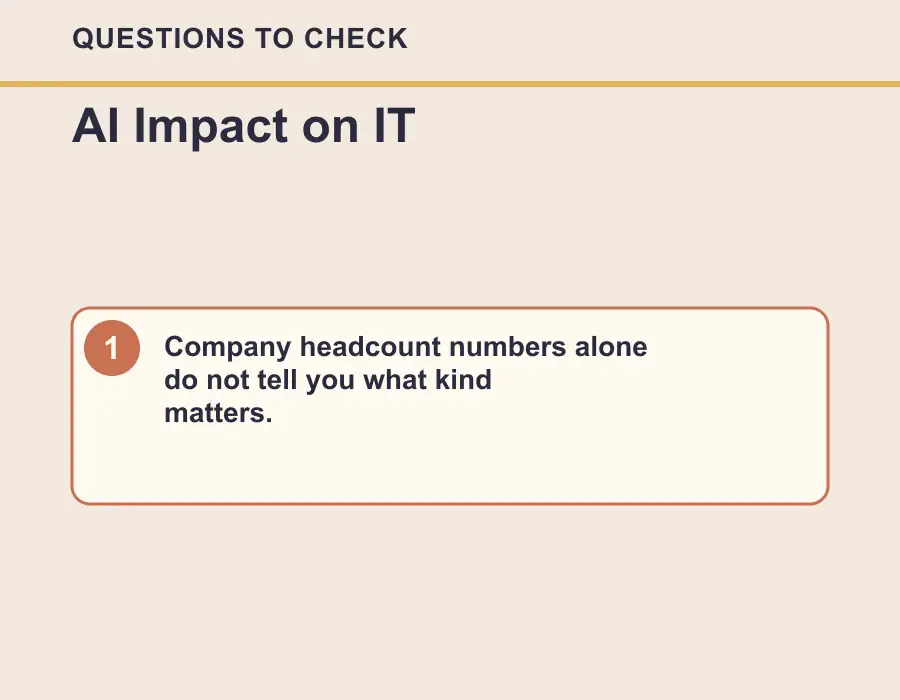 QUESTIONS TO CHECK
AI Impact on IT
1
Company headcount numbers alone
do not tell you what kind
matters.